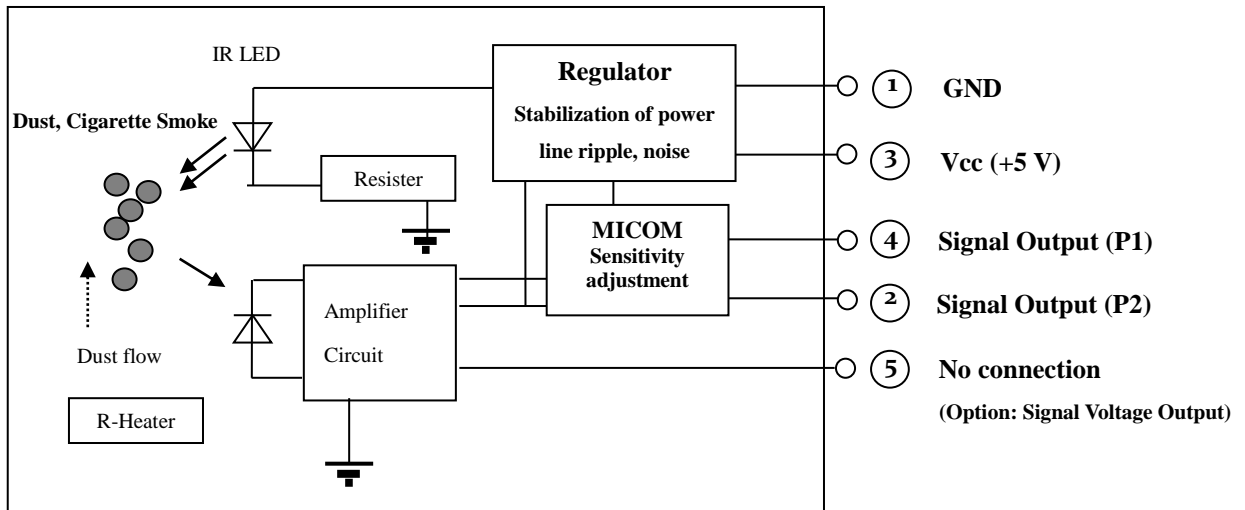 IR LED
Dust, Cigarette Smoke
Regulator
Stabilization of power
line ripple, noise
Resister
MICOM
Sensitivity
adjustment
Amplifier
Circuit
Dust flow
R-Heater
1 GND
3 Vcc (+5 V)
4 Signal Output (P1)
2 Signal Output (P2)
5 No connection
(Option: Signal Voltage Output)